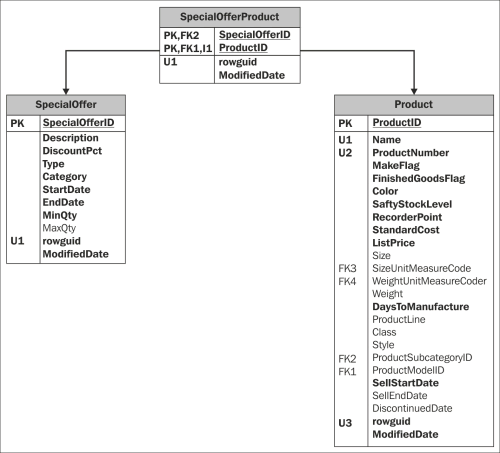 SpecialOfferProduct
PK,FK2 SpecialOfferID
PK,FK1,I1 ProductID
U1 rowguid
ModifiedDate
SpecialOffer
PK SpecialOfferID
Description
DiscountPct
Type
Category
StartDate
EndDate
MinQty
MaxQty
U1 rowguid
ModifiedDate
Product
PK ProductID
U1 Name
U2 ProductNumber
MakeFlag
FinishedGoodsFlag
Color
SaftyStockLevel
RecorderPoint
StandardCost
ListPrice
Size
FK3 SizeUnitMeasureCode
FK4 WeightUnitMeasureCoder
Weight
DaysToManufacture
ProductLine
Class
Style
FK2 ProductSubcategoryID
FK1 ProductModelID
SellStartDate
SellEndDate
DiscontinuedDate
U3 rowguid
ModifiedDate